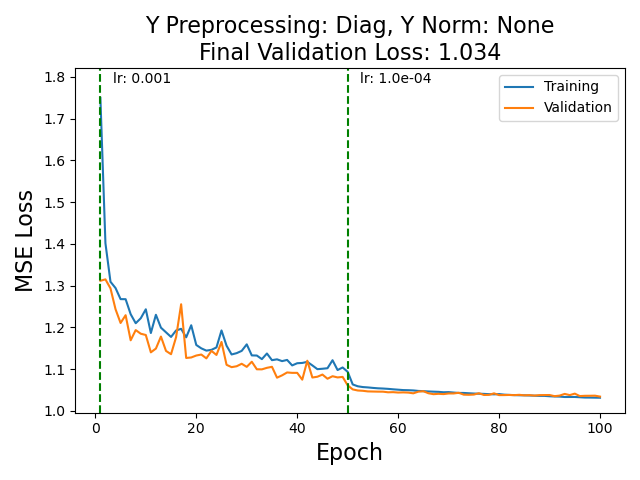 Y Preprocessing: Diag, Y Norm: None
Final Validation Loss: 1.034
lr: 0.001
lr: 1.0e-04
Training
Validation
1.8
1.7
1.6
1.5
1.4
1.3
1.2
1.1
1.0
MSE Loss
0
20
40
60
80
100
Epoch